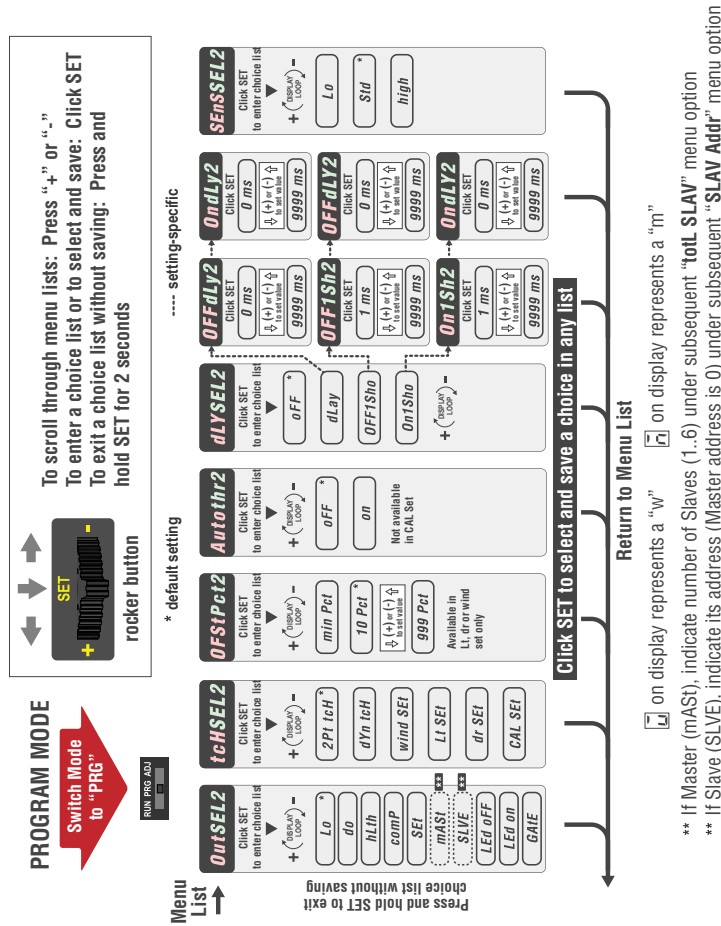 PROGRAM MODE
Switch Mode
to “PRG”
RUN PRG ADJ
+
SET
-
rocker button
To scroll through menu lists: Press “+” or “-”
To enter a choice list or to select and save: Click SET
To exit a choice list without saving: Press and
hold SET for 2 seconds
* default setting
----- setting-specific
Menu
List
Press and hold SET to exit
choice list without saving
OutSEL2
Click SET
to enter choice list
+ (DISPLAY LOOP) -
Lo *
do
hLth
comP
SEt
mASt **
SLVE **
LEd oFF
LEd on
GAtE
tcHSEL2
Click SET
to enter choice list
+ (DISPLAY LOOP) -
2Pt tcH *
dYn tcH
wind SEt
Lt SEt
dr SEt
CAL SEt
OFStPct2
Click SET
to enter choice list
+ (DISPLAY LOOP) -
min Pct
10 Pct *
(+) or (-)
to set value
999 Pct
Available in
Lt, dr or wind
set only
Autothr2
Click SET
to enter choice list
+ (DISPLAY LOOP) -
oFF *
on
Not available
in CAL Set
dLYSEL2
Click SET
to enter choice list
oFF *
dLay
OFF1Sho
On1Sho
+ (DISPLAY LOOP) -
OFFdLy2
Click SET
0 ms
(+) or (-)
to set value
9999 ms
OndLy2
Click SET
0 ms
(+) or (-)
to set value
9999 ms
OFF1Sh2
Click SET
1 ms
(+) or (-)
to set value
9999 ms
OFFdLY2
Click SET
0 ms
(+) or (-)
to set value
9999 ms
On1Sh2
Click SET
1 ms
(+) or (-)
to set value
9999 ms
OndLY2
Click SET
0 ms
(+) or (-)
to set value
9999 ms
SEnSSEL2
Click SET
to enter choice list
+ (DISPLAY LOOP) -
Lo
Std *
high
Click SET to select and save a choice in any list
Return to Menu List
on display represents a “w”
on display represents a “m”
** If Master (mASt), indicate number of Slaves (1..6) under subsequent “totL SLAV” menu option
** If Slave (SLVE), indicate its address (Master address is 0) under subsequent “SLAV Addr” menu option